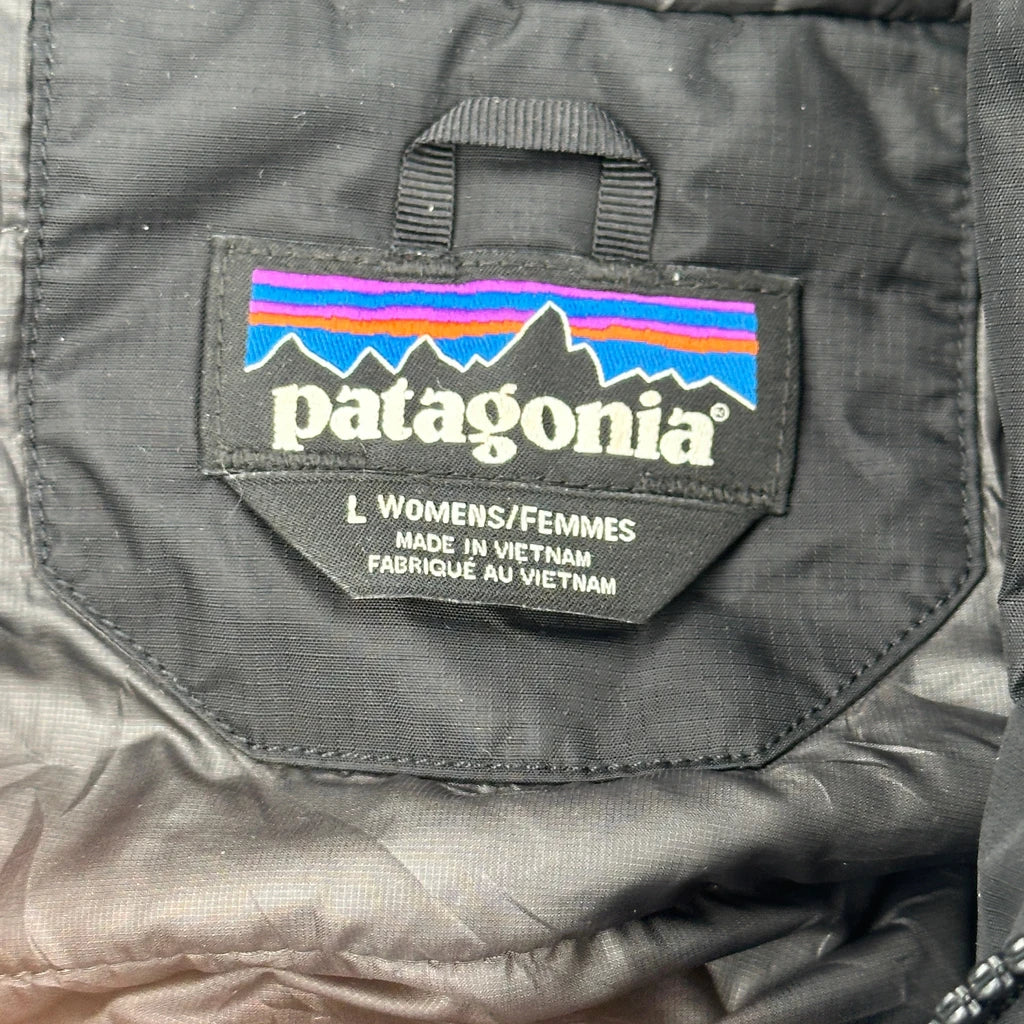 patagonia®
L WOMENS/FEMMES
MADE IN VIETNAM
FABRIQUÉ AU VIETNAM